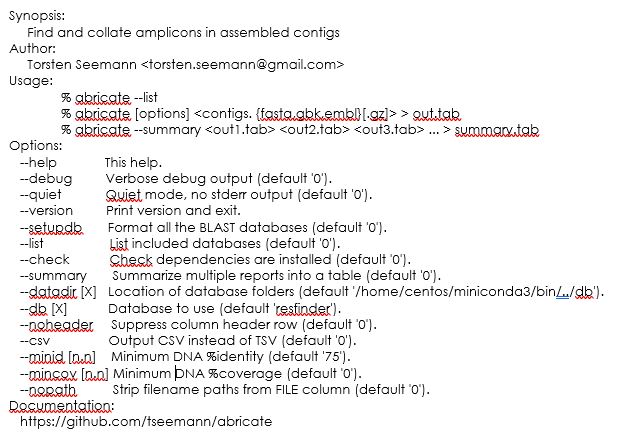 Synopsis:
Find and collate amplicons in assembled contigs
Author:
Torsten Seemann <torsten.seemann@gmail.com>
Usage:
% abricate --list
% abricate [options] <contigs. {fasta,gbk,embl}[.gz]> > out.tab
% abricate --summary <out1.tab> <out2.tab> <out3.tab> ... > summary.tab
Options:
--help This help.
--debug Verbose debug output (default '0').
--quiet Quiet mode, no stderr output (default '0').
--version Print version and exit.
--setupdb Format all the BLAST databases (default '0').
--list List included databases (default '0').
--check Check dependencies are installed (default '0').
--summary Summarize multiple reports into a table (default '0').
--datadir [X] Location of database folders (default '/home/centos/miniconda3/bin/../db').
--db [X] Database to use (default 'resfinder').
--noheader Suppress column header row (default '0').
--csv Output CSV instead of TSV (default '0').
--minid [n.n] Minimum DNA %identity (default '75').
--mincov [n.n] Minimum DNA %coverage (default '0').
--nopath Strip filename paths from FILE column (default '0').
Documentation:
https://github.com/tseemann/abricate